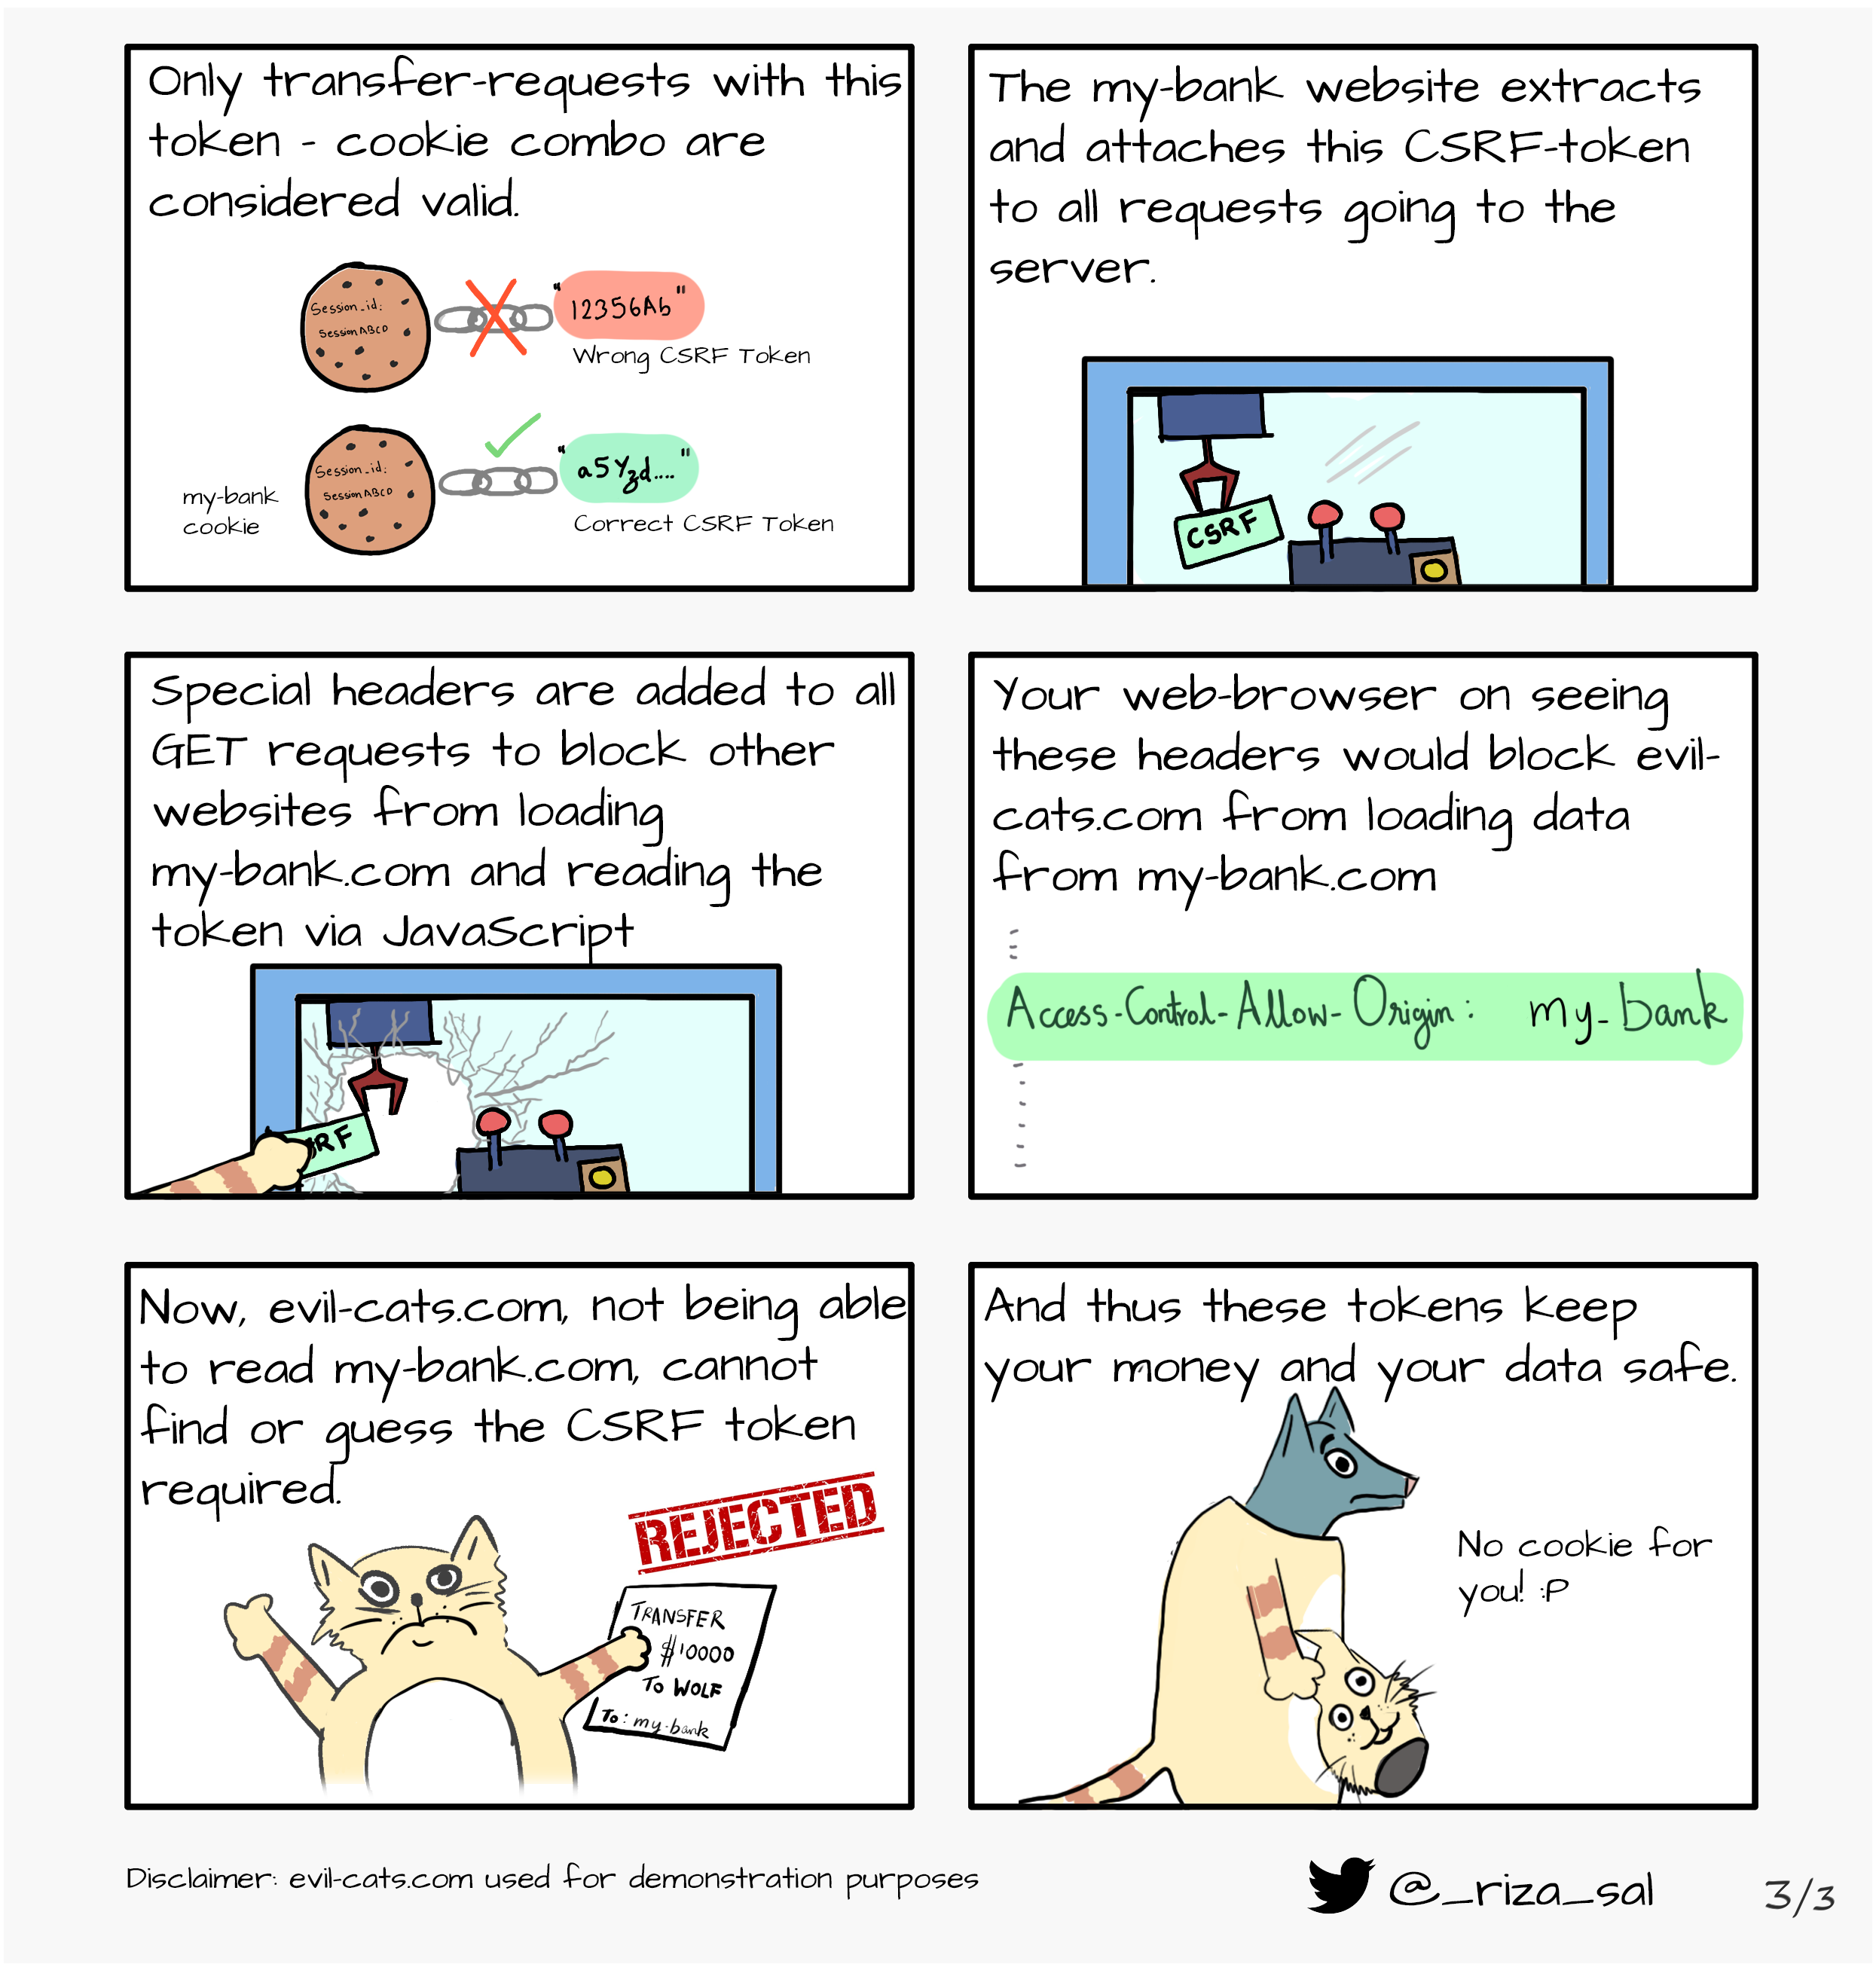 Only transfer-requests with this
token - cookie combo are
considered valid.
Session_id:
SessionABCD
"12356Ab"
Wrong CSRF Token
my-bank
cookie
Session_id:
SessionABCD
"a5Yzd...."
Correct CSRF Token
The my-bank website extracts
and attaches this CSRF-token
to all requests going to the
server.
CSRF
Special headers are added to all
GET requests to block other
websites from loading
my-bank.com and reading the
token via JavaScript
RF
Your web-browser on seeing
these headers would block evil-
cats.com from loading data
from my-bank.com
Access-Control-Allow-Origin: my-bank
Now, evil-cats.com, not being able
to read my-bank.com, cannot
find or guess the CSRF token
required.
REJECTED
TRANSFER
$10000
To WOLF
To: my-bank
And thus these tokens keep
your money and your data safe.
No cookie for
you! :P
Disclaimer: evil-cats.com used for demonstration purposes
@_riza_sal
3/3